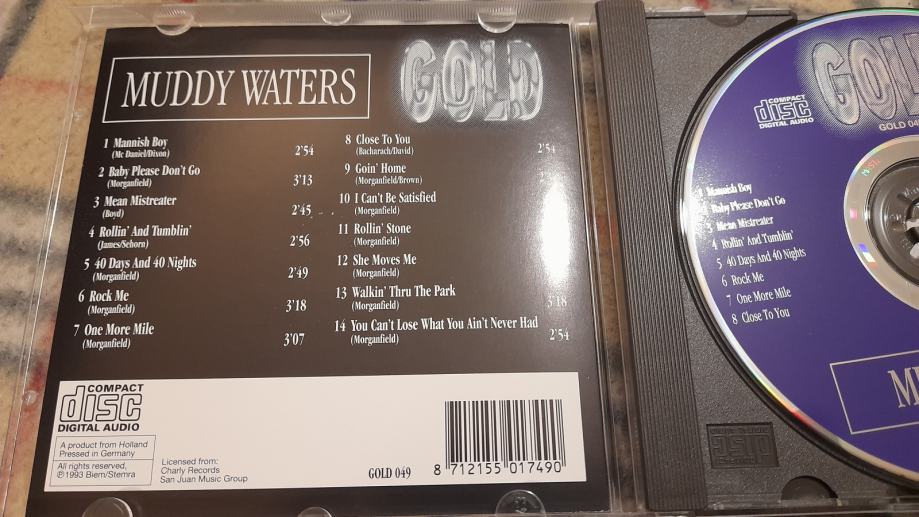 MUDDY WATERS
GOLD
1 Mannish Boy
(Mc Daniel/Dixon)
2'54
2 Baby Please Don't Go
(Morganfield)
3'13
3 Mean Mistreater
(Boyd)
2'45
4 Rollin' And Tumblin'
(James/Sehorn)
2'56
5 40 Days And 40 Nights
(Morganfield)
2'49
6 Rock Me
(Morganfield)
3'18
7 One More Mile
(Morganfield)
3'07
8 Close To You
(Bacharach/David)
2'54
9 Goin' Home
(Morganfield/Brown)
10 I Can't Be Satisfied
(Morganfield)
11 Rollin' Stone
(Morganfield)
12 She Moves Me
(Morganfield)
13 Walkin' Thru The Park
(Morganfield)
3'18
14 You Can't Lose What You Ain't Never Had
(Morganfield)
2'54
COMPACT
disc
DIGITAL AUDIO
A product from Holland
Pressed in Germany
All rights reserved,
℗1993 Biem/Stemra
Licensed from:
Charly Records
San Juan Music Group
GOLD 049
8 712155 017490
GOLD
COMPACT
disc
DIGITAL AUDIO
GOLD 049
Mannish Boy
Baby Please Don't Go
3 Mean Mistreater
4 Rollin' And Tumblin'
5 40 Days And 40 Nights
6 Rock Me
7 One More Mile
8 Close To You